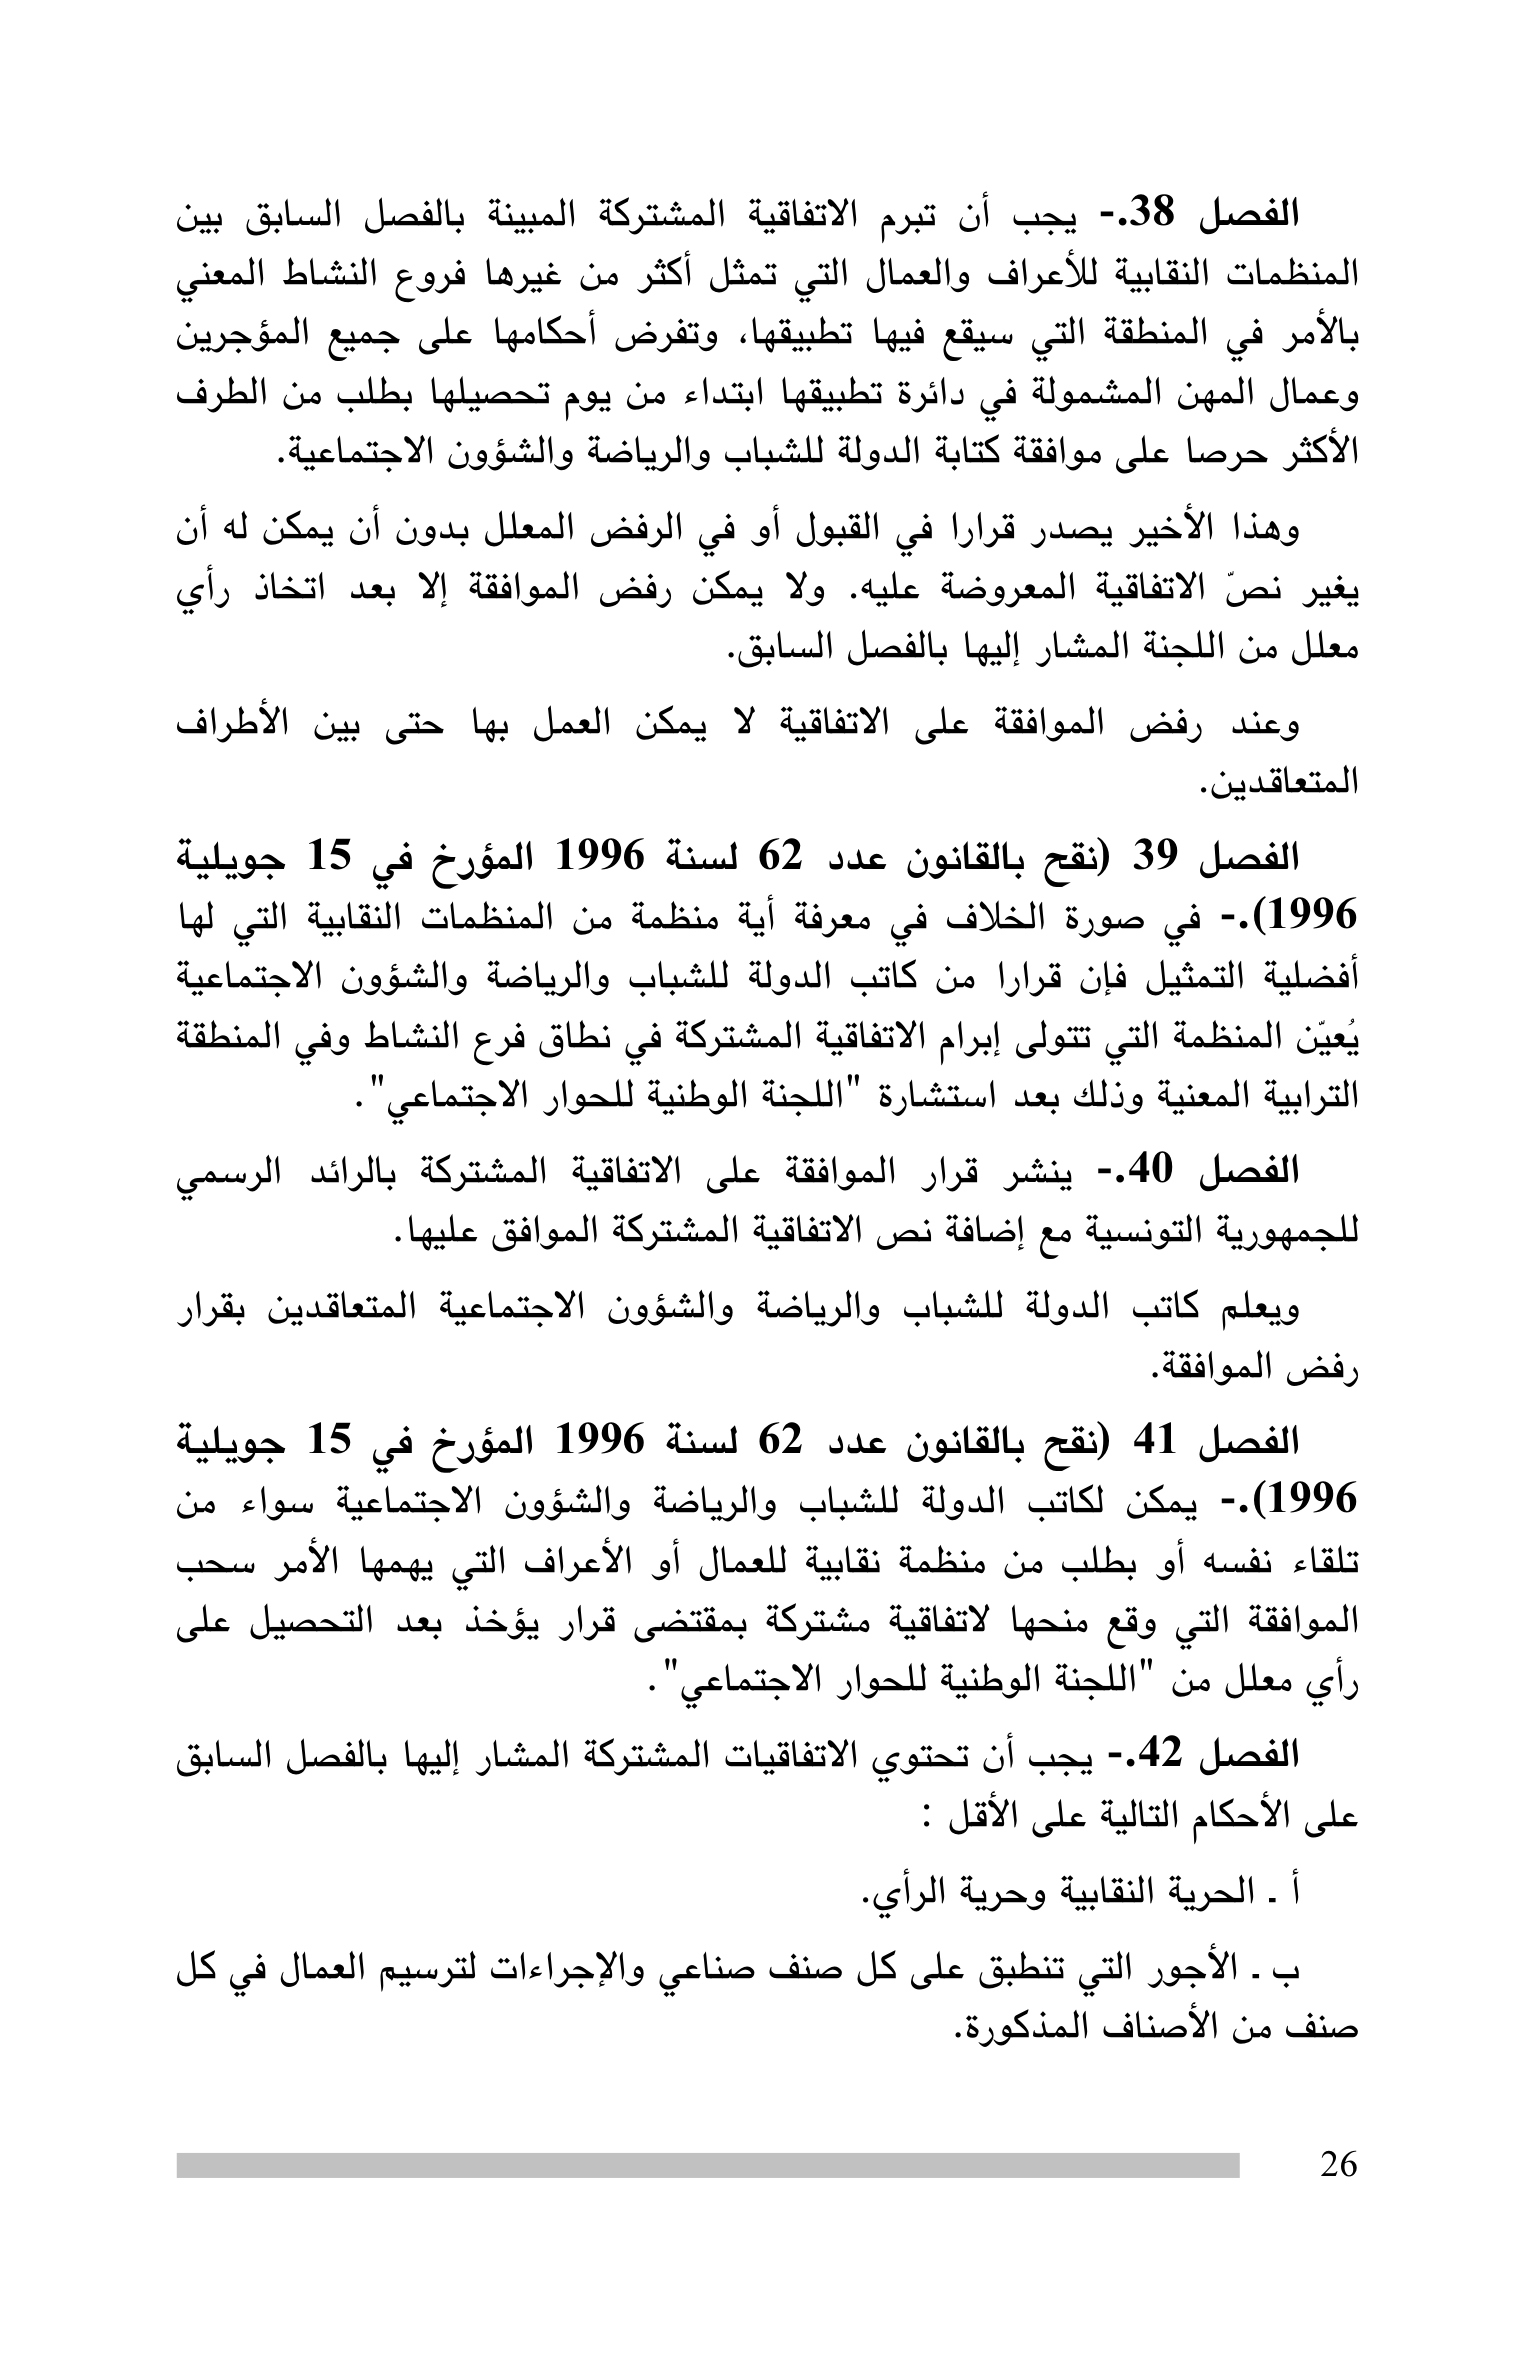 الفصل 38.- يجب أن تبرم الاتفاقية المشتركة المبينة بالفصل السابق بين
المنظمات النقابية للأعراف والعمال التي تمثل أكثر من غيرها فروع النشاط المعني
بالأمر في المنطقة التي سيقع فيها تطبيقها، وتفرض أحكامها على جميع المؤجرين
وعمال المهن المشمولة في دائرة تطبيقها ابتداء من يوم تحصيلها بطلب من الطرف
الأكثر حرصا على موافقة كتابة الدولة للشباب والرياضة والشؤون الاجتماعية.
وهذا الأخير يصدر قرارا في القبول أو في الرفض المعلل بدون أن يمكن له أن
يغير نصّ الاتفاقية المعروضة عليه. ولا يمكن رفض الموافقة إلا بعد اتخاذ رأي
معلل من اللجنة المشار إليها بالفصل السابق.
وعند رفض الموافقة على الاتفاقية لا يمكن العمل بها حتى بين الأطراف
المتعاقدين.
الفصل 39 (نقح بالقانون عدد 62 لسنة 1996 المؤرخ في 15 جويلية
1996).- في صورة الخلاف في معرفة أية منظمة من المنظمات النقابية التي لها
أفضلية التمثيل فإن قرارا من كاتب الدولة للشباب والرياضة والشؤون الاجتماعية
يُعيّن المنظمة التي تتولى إبرام الاتفاقية المشتركة في نطاق فرع النشاط وفي المنطقة
الترابية المعنية وذلك بعد استشارة "اللجنة الوطنية للحوار الاجتماعي".
الفصل 40.- ينشر قرار الموافقة على الاتفاقية المشتركة بالرائد الرسمي
للجمهورية التونسية مع إضافة نص الاتفاقية المشتركة الموافق عليها.
ويعلم كاتب الدولة للشباب والرياضة والشؤون الاجتماعية المتعاقدين بقرار
رفض الموافقة.
الفصل 41 (نقح بالقانون عدد 62 لسنة 1996 المؤرخ في 15 جويلية
1996).- يمكن لكاتب الدولة للشباب والرياضة والشؤون الاجتماعية سواء من
تلقاء نفسه أو بطلب من منظمة نقابية للعمال أو الأعراف التي يهمها الأمر سحب
الموافقة التي وقع منحها لاتفاقية مشتركة بمقتضى قرار يؤخذ بعد التحصيل على
رأي معلل من "اللجنة الوطنية للحوار الاجتماعي".
الفصل 42.- يجب أن تحتوي الاتفاقيات المشتركة المشار إليها بالفصل السابق
على الأحكام التالية على الأقل :
أ ـ الحرية النقابية وحرية الرأي.
ب ـ الأجور التي تنطبق على كل صنف صناعي والإجراءات لترسيم العمال في كل
صنف من الأصناف المذكورة.
26